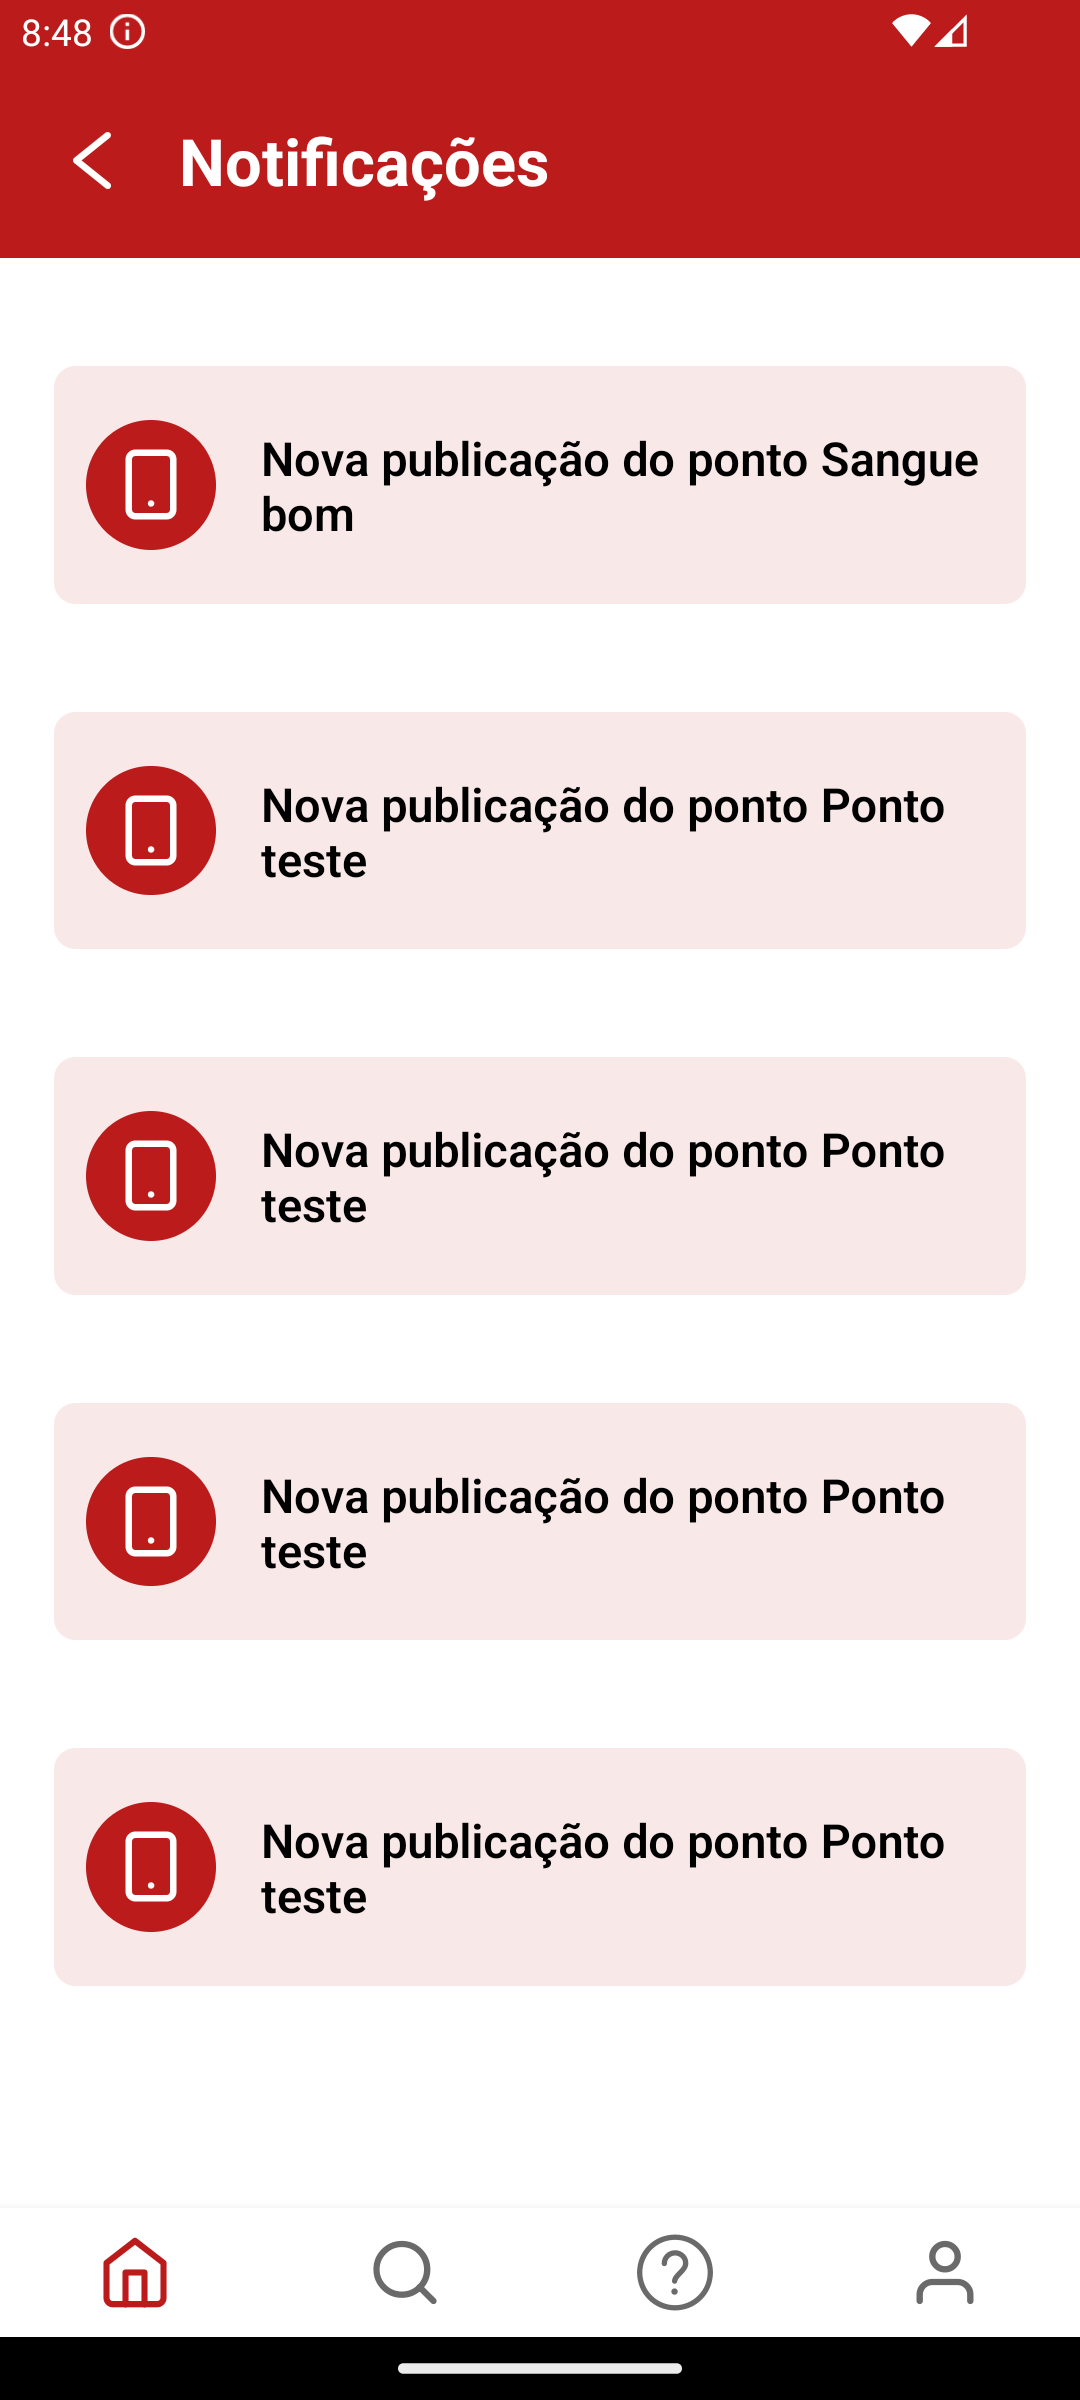 8:48
Notificações
Nova publicação do ponto Sangue
bom
Nova publicação do ponto Ponto
teste
Nova publicação do ponto Ponto
teste
Nova publicação do ponto Ponto
teste
Nova publicação do ponto Ponto
teste